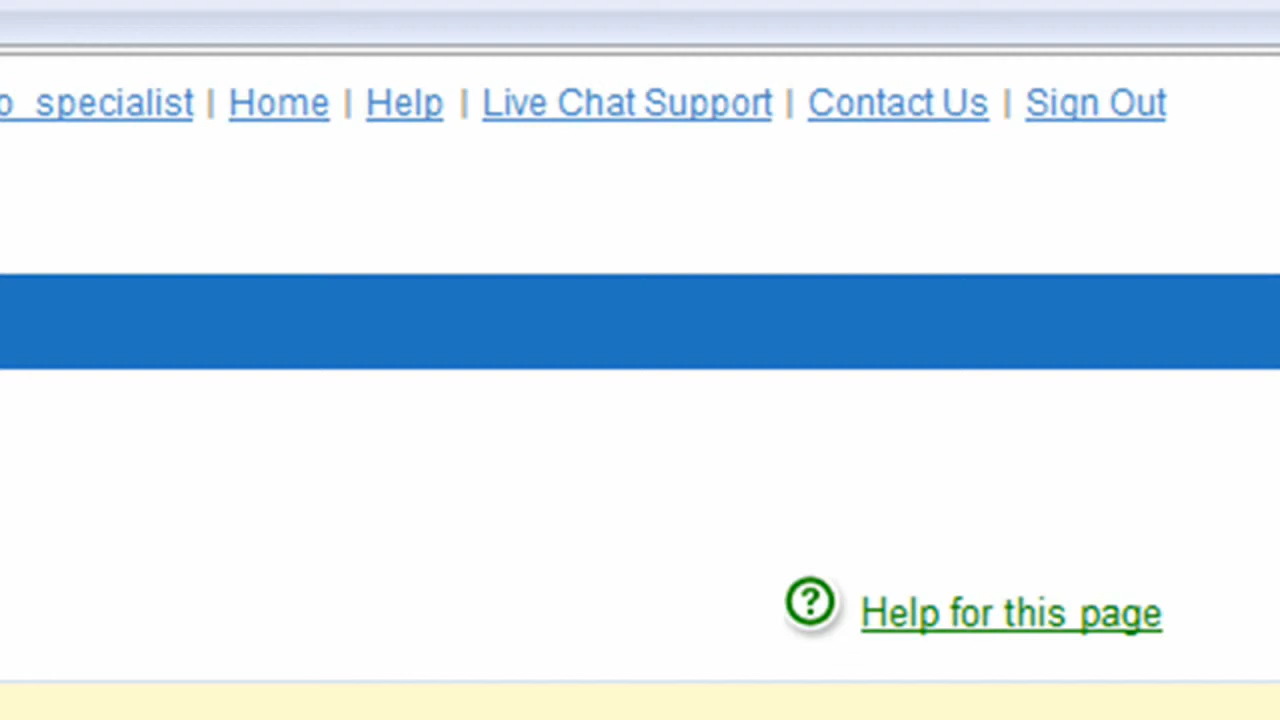 specialist | Home | Help | Live Chat Support | Contact Us | Sign Out
? Help for this page